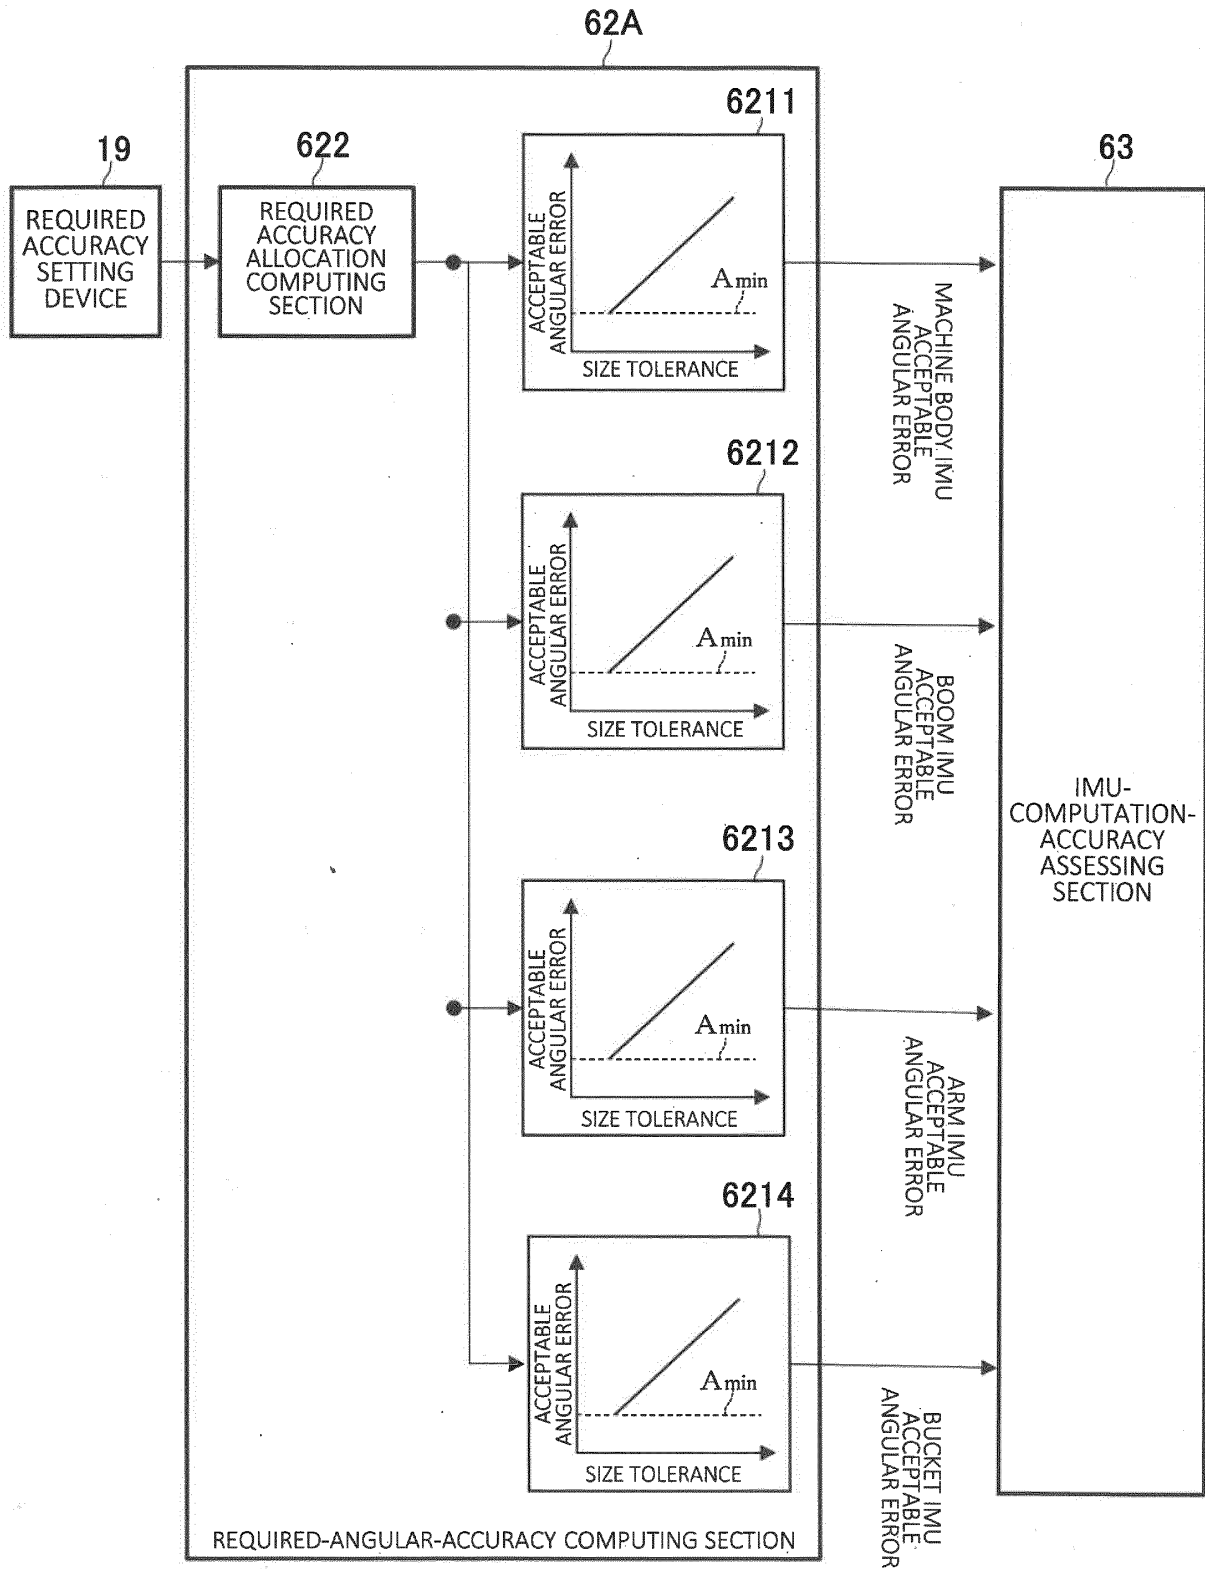 62A
19
REQUIRED
ACCURACY
SETTING
DEVICE
622
REQUIRED
ACCURACY
ALLOCATION
COMPUTING
SECTION
6211
ACCEPTABLE
ANGULAR ERROR
Amin
SIZE TOLERANCE
MACHINE BODY IMU
ACCEPTABLE
ANGULAR ERROR
63
IMU-
COMPUTATION-
ACCURACY
ASSESSING
SECTION
6212
ACCEPTABLE
ANGULAR ERROR
Amin
SIZE TOLERANCE
BOOM IMU
ACCEPTABLE
ANGULAR ERROR
6213
ACCEPTABLE
ANGULAR ERROR
Amin
SIZE TOLERANCE
ARM IMU
ACCEPTABLE
ANGULAR ERROR
6214
ACCEPTABLE
ANGULAR ERROR
Amin
SIZE TOLERANCE
BUCKET IMU
ACCEPTABLE
ANGULAR ERROR
REQUIRED-ANGULAR-ACCURACY COMPUTING SECTION